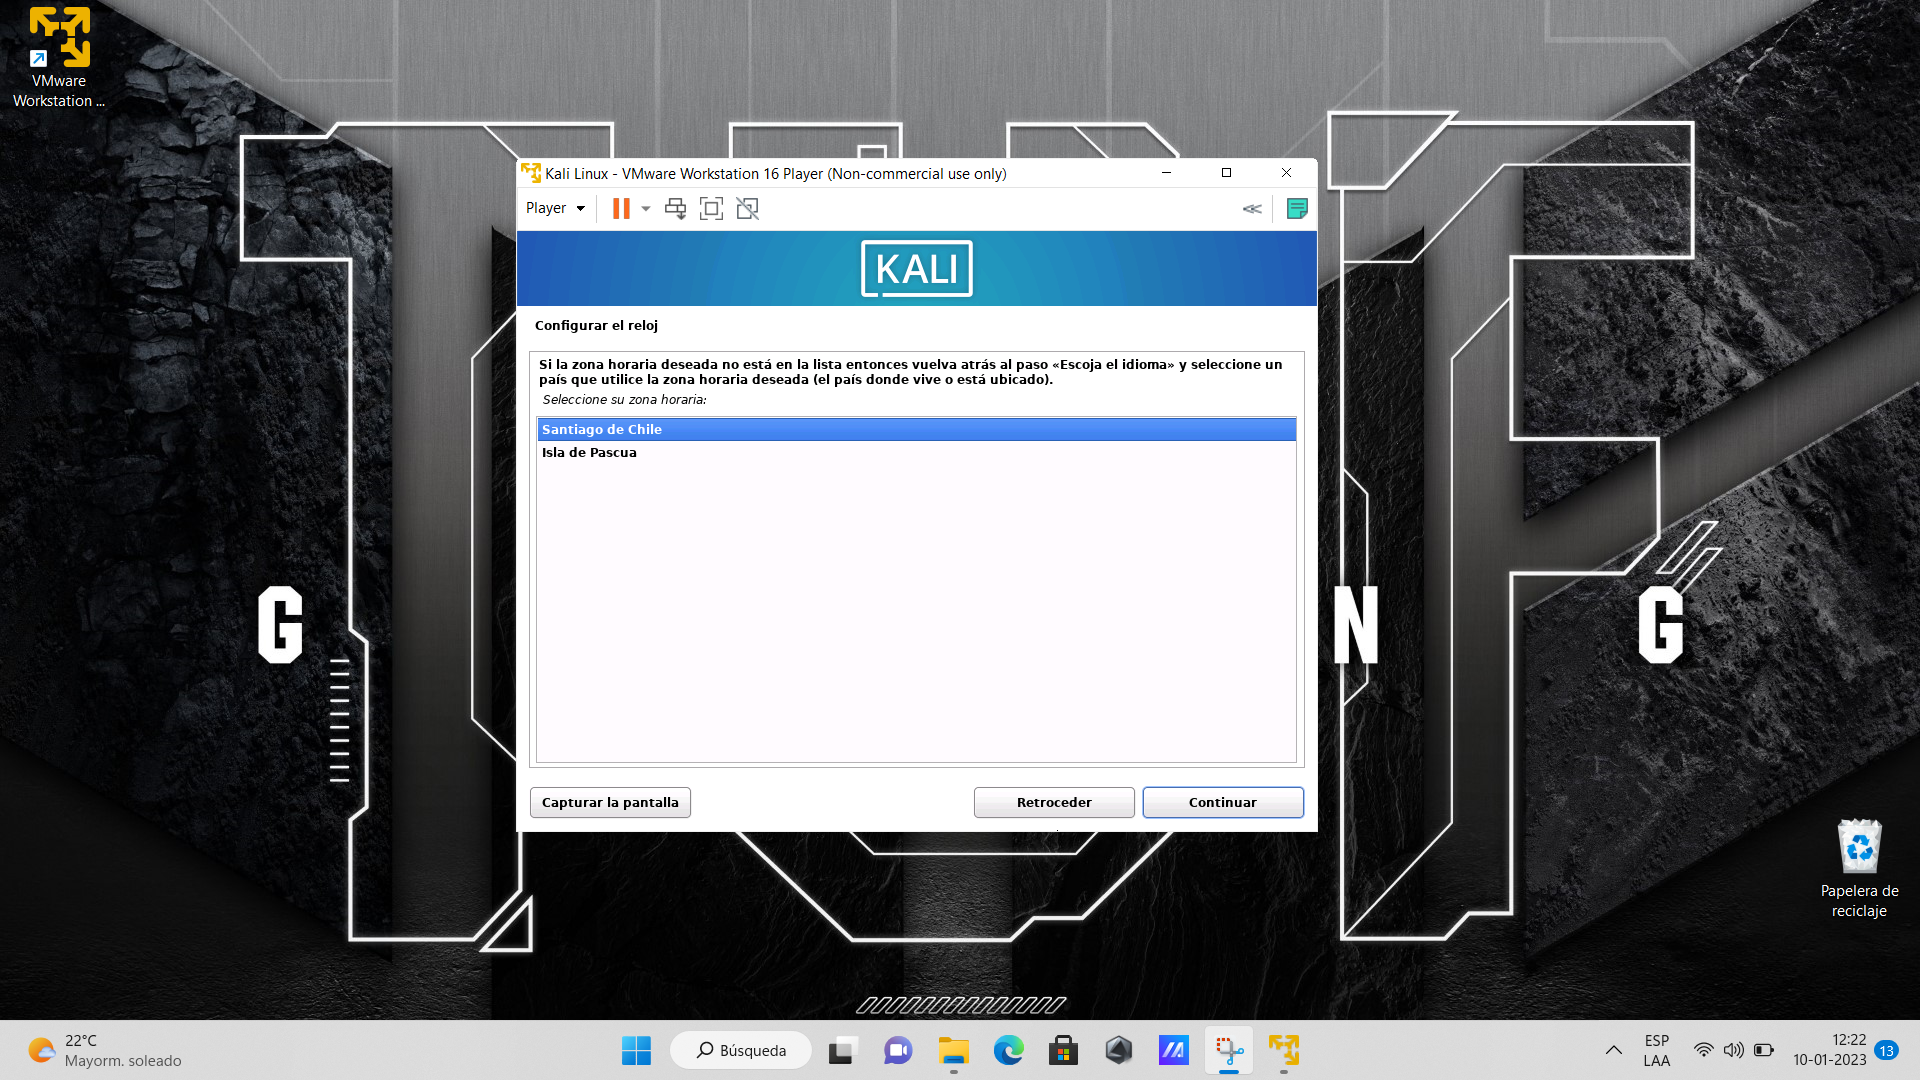 VMware
Workstation ...
Kali Linux - VMware Workstation 16 Player (Non-commercial use only)
Player
KALI
Configurar el reloj
Si la zona horaria deseada no está en la lista entonces vuelva atrás al paso «Escoja el idioma» y seleccione un
país que utilice la zona horaria deseada (el país donde vive o está ubicado).
Seleccione su zona horaria:
Santiago de Chile
Isla de Pascua
G
N
G
Capturar la pantalla
Retroceder
Continuar
Papelera de
reciclaje
22°C
Mayorm. soleado
Búsqueda
ESP
LAA
12:22
10-01-2023
13